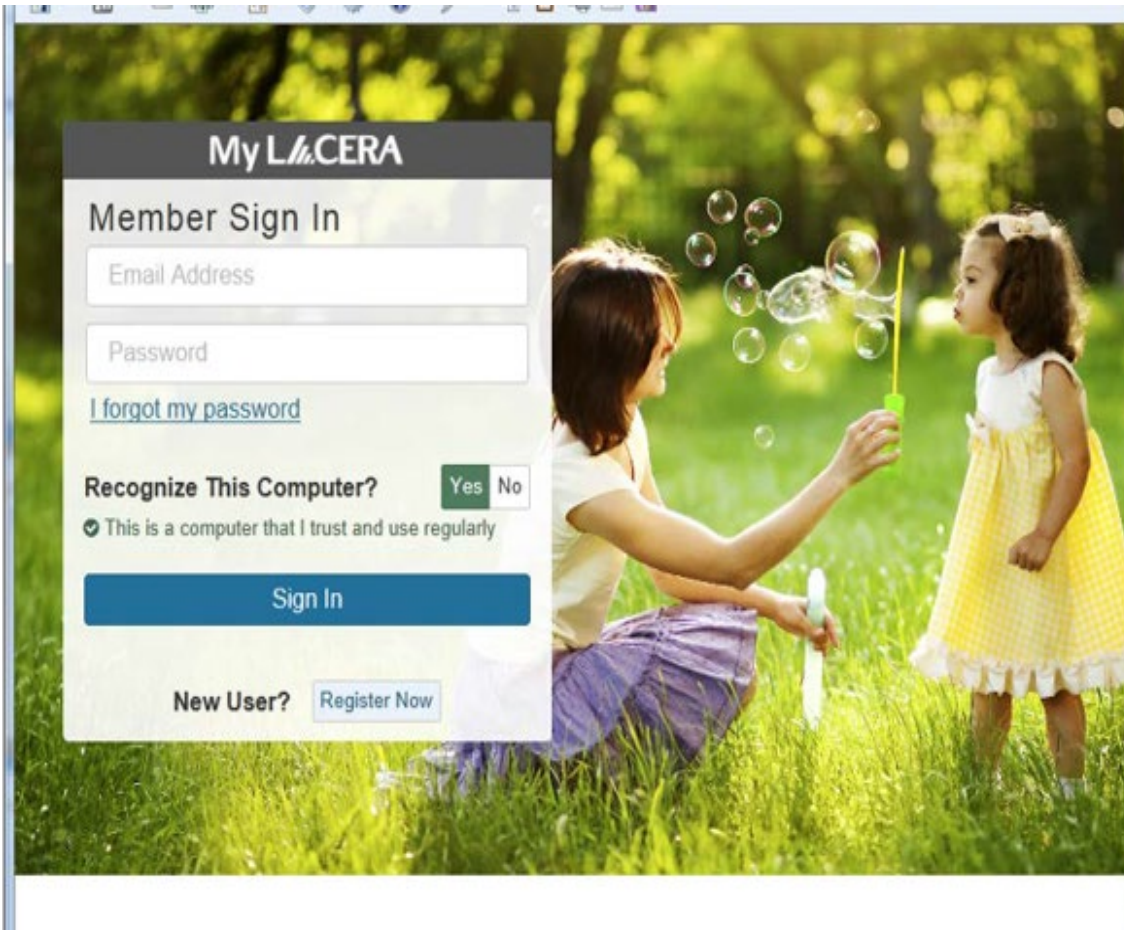 My LACERA
Member Sign In
Email Address
Password
I forgot my password
Recognize This Computer? Yes No
This is a computer that I trust and use regularly
Sign In
New User? Register Now